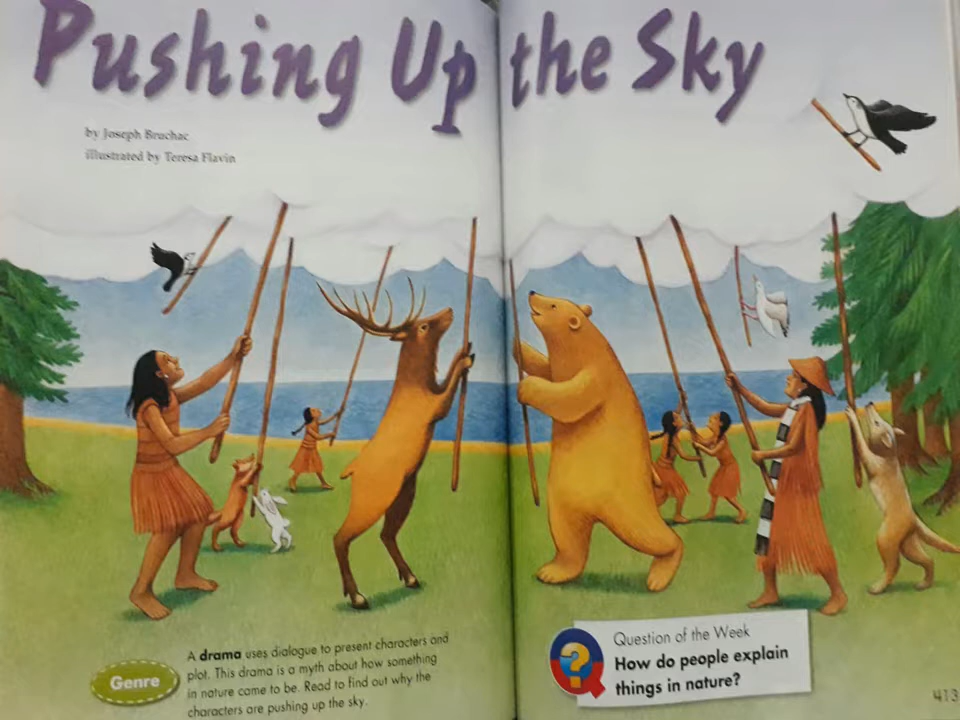 Pushing Up the Sky
by Joseph Bruchac
illustrated by Teresa Flavin
Genre
A drama uses dialogue to present characters and
plot. This drama is a myth about how something
in nature came to be. Read to find out why the
characters are pushing up the sky.
Question of the Week
How do people explain
things in nature?
413